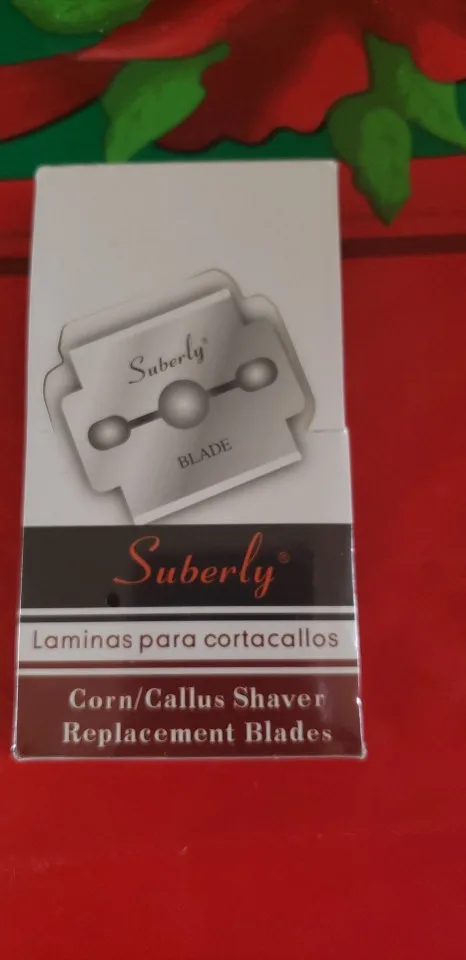 Suberly®
BLADE
Suberly®
Laminas para cortacallos
Corn/Callus Shaver
Replacement Blades